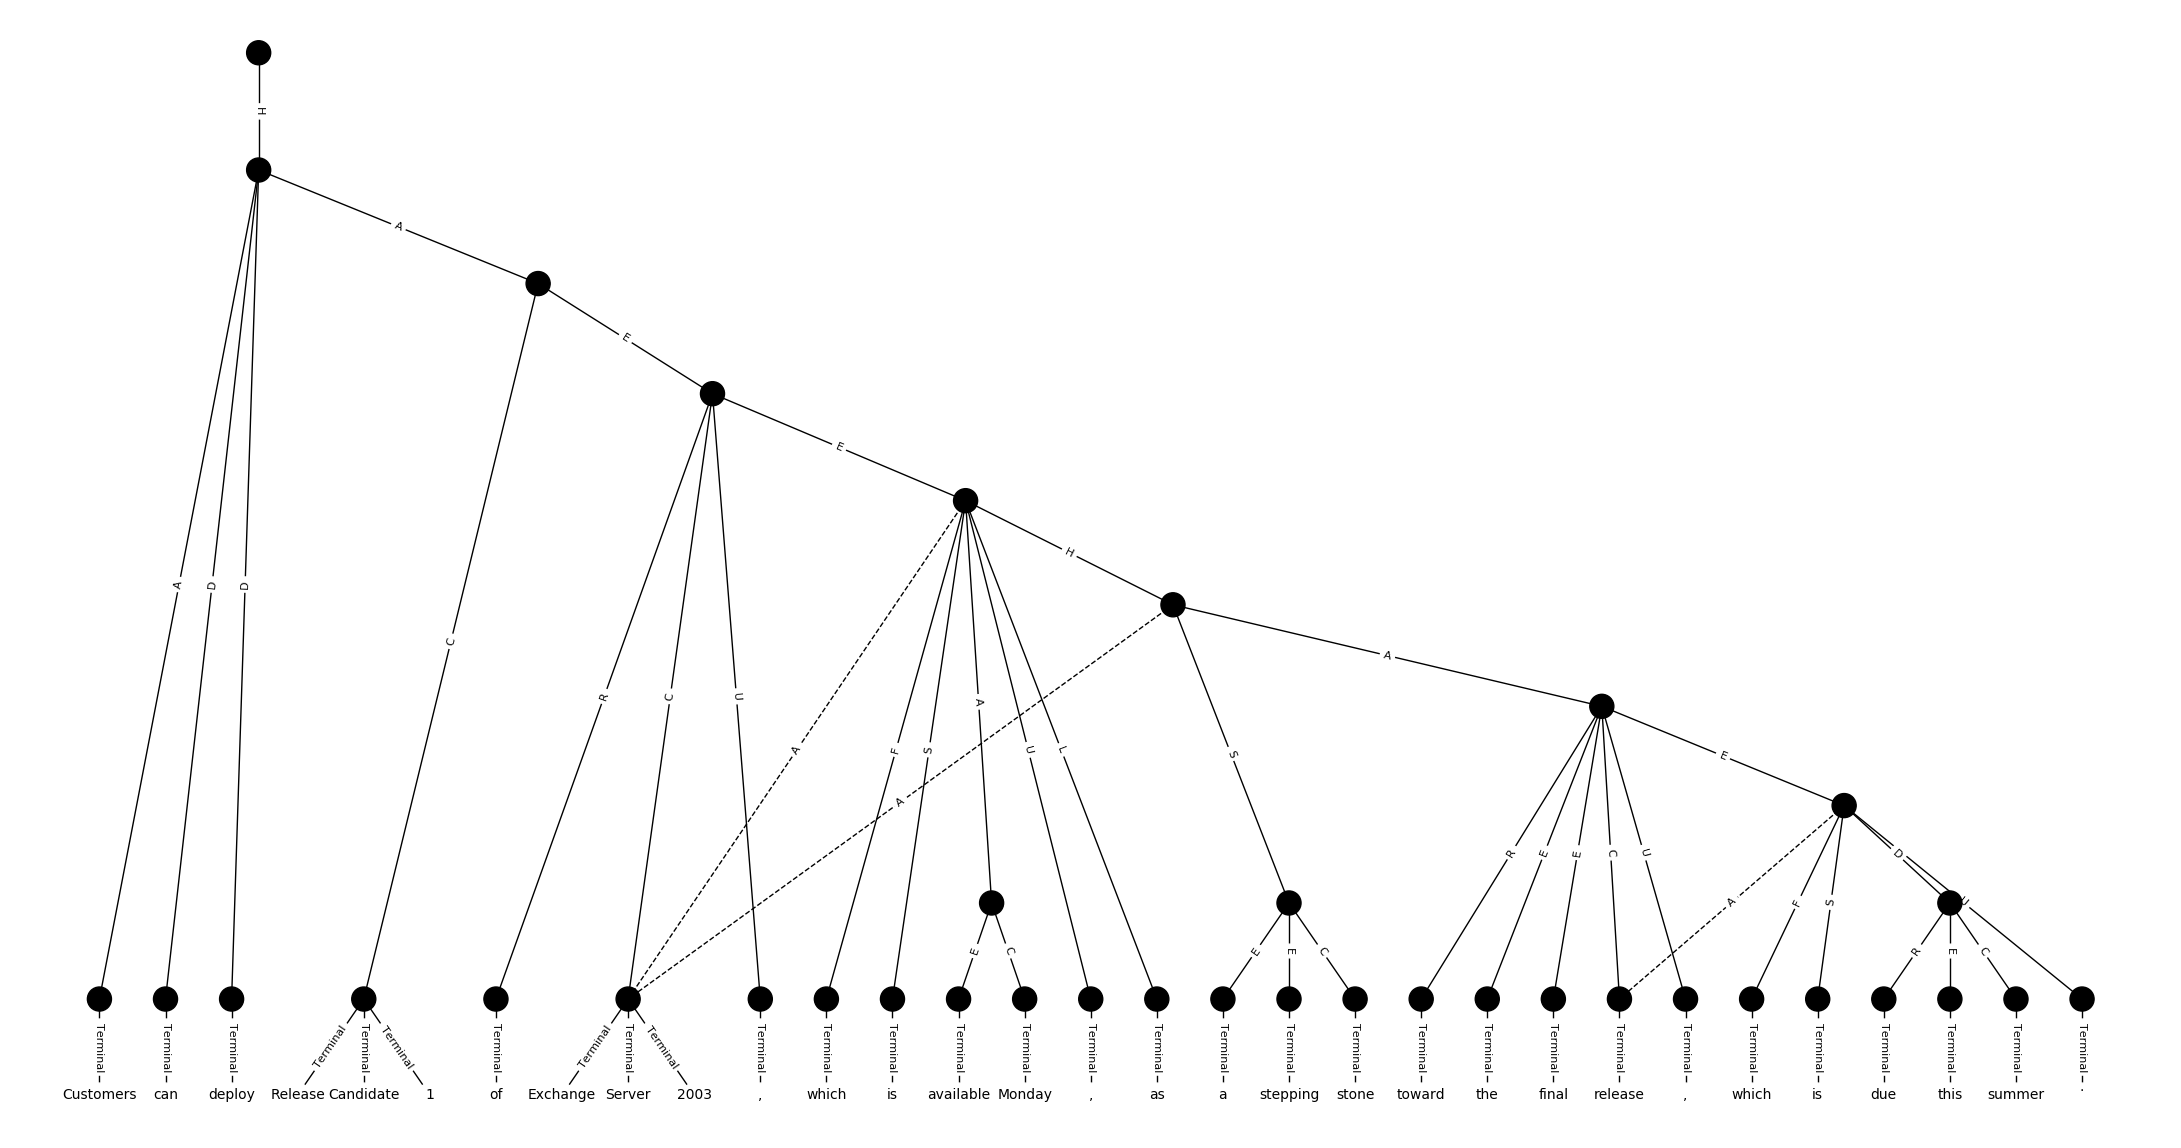 H
A
E
E
H
A
D
D
A
C
R
C
U
A
F
S
A
U
L
A
S
E
R
E
E
C
U
A
F
S
D
U
E C
E E C
R E C
Terminal Terminal Terminal Terminal Terminal Terminal Terminal Terminal Terminal Terminal Terminal Terminal Terminal Terminal Terminal Terminal Terminal Terminal Terminal Terminal Terminal Terminal Terminal Terminal Terminal Terminal Terminal Terminal Terminal Terminal Terminal
Customers can deploy Release Candidate 1 of Exchange Server 2003 , which is available Monday , as a stepping stone toward the final release , which is due this summer .